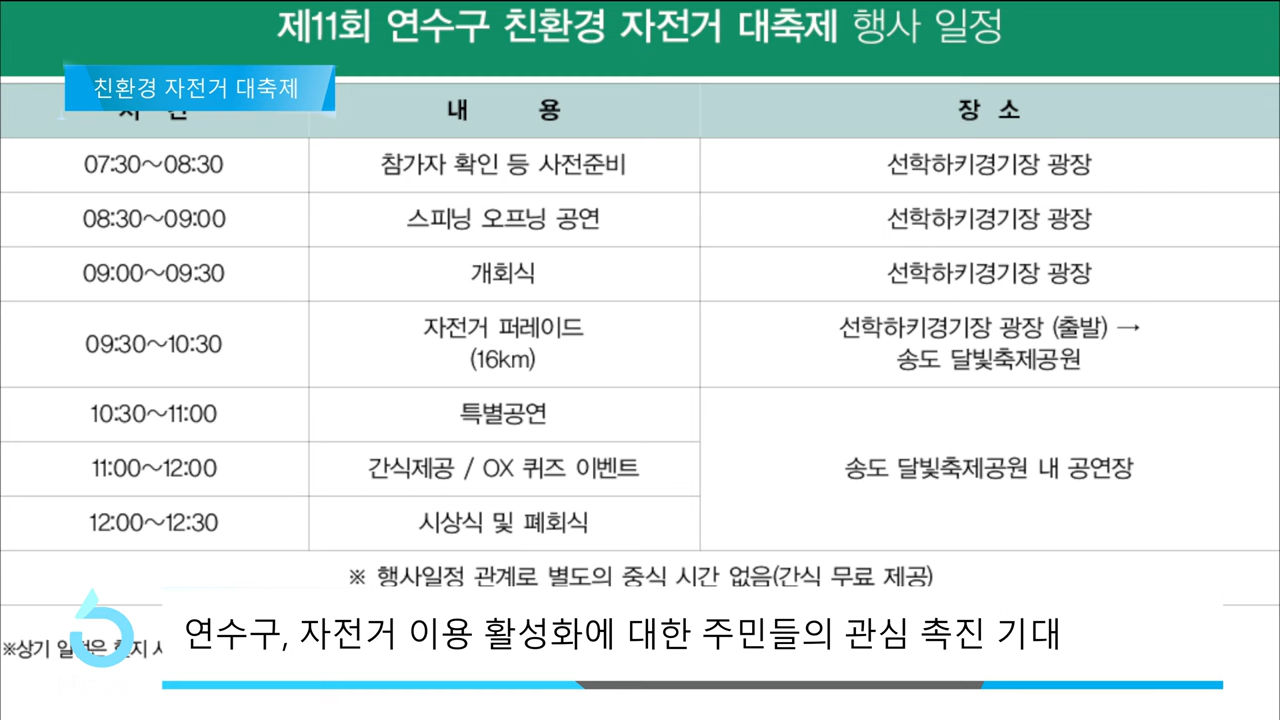 제11회 연수구 친환경 자전거 대축제 행사 일정
친환경 자전거 대축제
내 용 장 소
07:30~08:30 참가자 확인 등 사전준비 선학하키경기장 광장
08:30~09:00 스피닝 오프닝 공연 선학하키경기장 광장
09:00~09:30 개회식 선학하키경기장 광장
09:30~10:30 자전거 퍼레이드 선학하키경기장 광장 (출발) →
(16km) 송도 달빛축제공원
10:30~11:00 특별공연
11:00~12:00 간식제공 / OX 퀴즈 이벤트 송도 달빛축제공원 내 공연장
12:00~12:30 시상식 및 폐회식
※ 행사일정 관계로 별도의 중식 시간 없음(간식 무료 제공)
※상기
연수구, 자전거 이용 활성화에 대한 주민들의 관심 촉진 기대